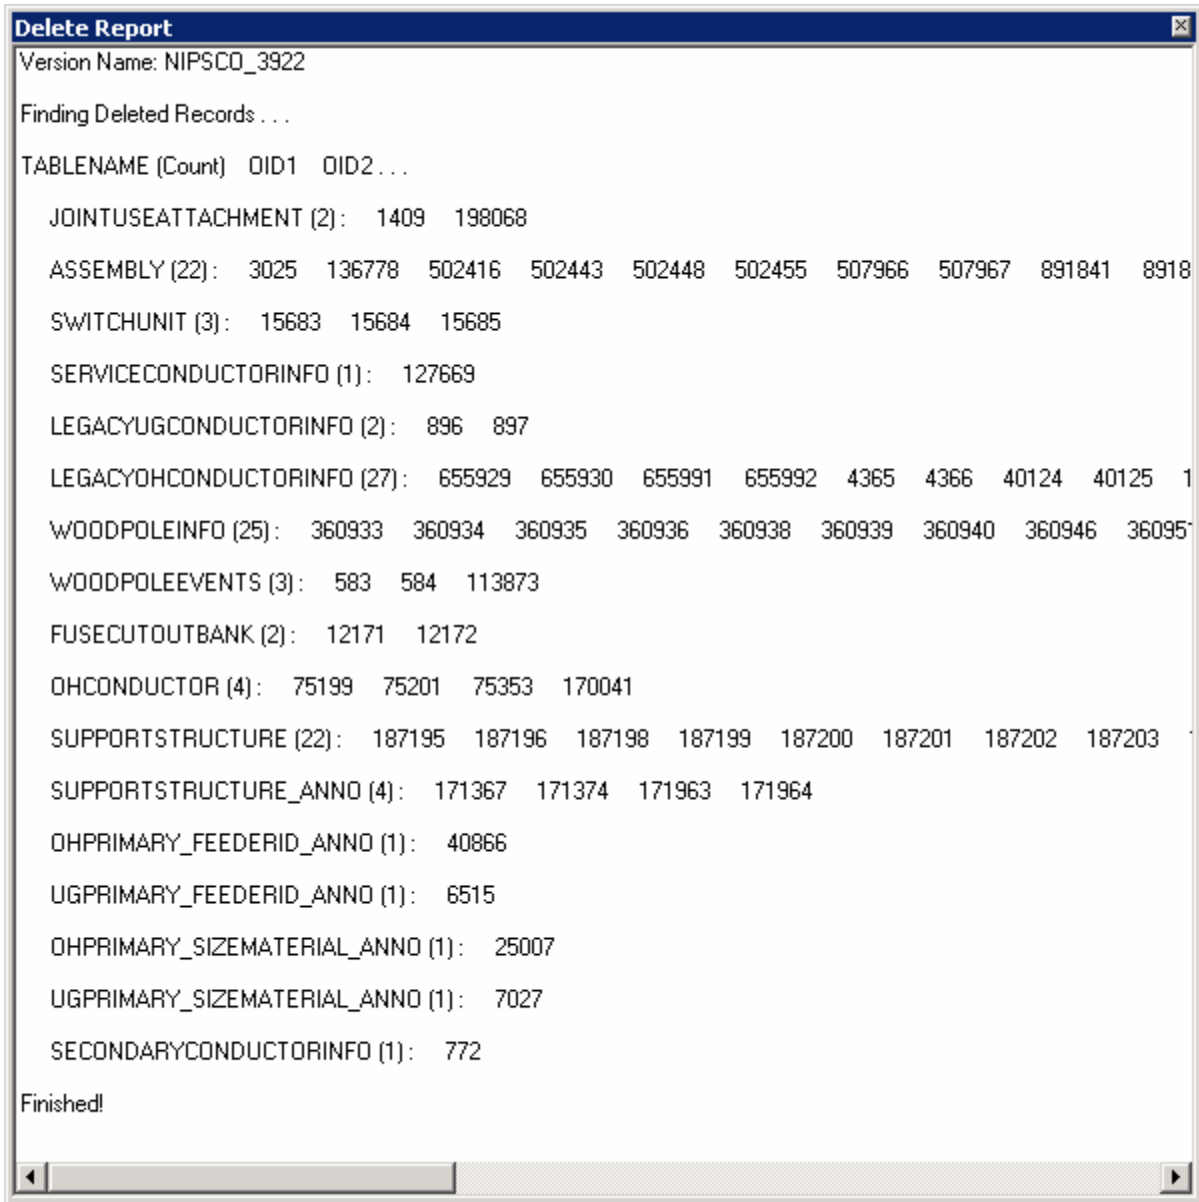 Delete Report
Version Name: NIPSCO_3922
Finding Deleted Records . . .
TABLENAME (Count) OID1 OID2 . . .
JOINTUSEATTACHMENT (2) : 1409 198068
ASSEMBLY (22) : 3025 136778 502416 502443 502448 502455 507966 507967 891841 8918
SWITCHUNIT (3) : 15683 15684 15685
SERVICECONDUCTORINFO (1) : 127669
LEGACYUGCONDUCTORINFO (2) : 896 897
LEGACYOHCONDUCTORINFO (27) : 655929 655930 655991 655992 4365 4366 40124 40125 1
WOODPOLEINFO (25) : 360933 360934 360935 360936 360938 360939 360940 360946 36095
WOODPOLEEVENTS (3) : 583 584 113873
FUSECUTOUTBANK (2) : 12171 12172
OHCONDUCTOR (4) : 75199 75201 75353 170041
SUPPORTSTRUCTURE (22) : 187195 187196 187198 187199 187200 187201 187202 187203
SUPPORTSTRUCTURE_ANNO (4) : 171367 171374 171963 171964
OHPRIMARY_FEEDERID_ANNO (1) : 40866
UGPRIMARY_FEEDERID_ANNO (1) : 6515
OHPRIMARY_SIZEMATERIAL_ANNO (1) : 25007
UGPRIMARY_SIZEMATERIAL_ANNO (1) : 7027
SECONDARYCONDUCTORINFO (1) : 772
Finished!